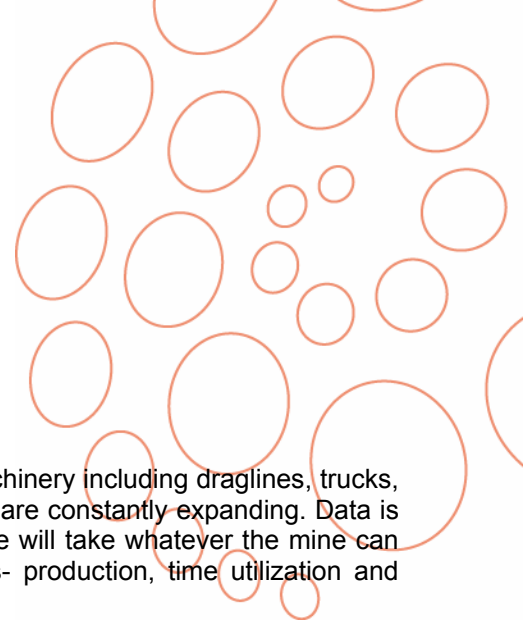 chinery including draglines, trucks,
are constantly expanding. Data is
e will take whatever the mine can
s- production, time utilization and